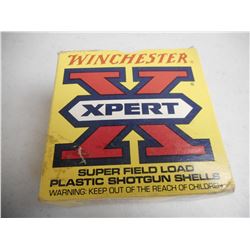 WINCHESTER
X
®
XPERT
SUPER FIELD LOAD
PLASTIC SHOTGUN SHELLS
WARNING: KEEP OUT OF THE REACH OF CHILDREN